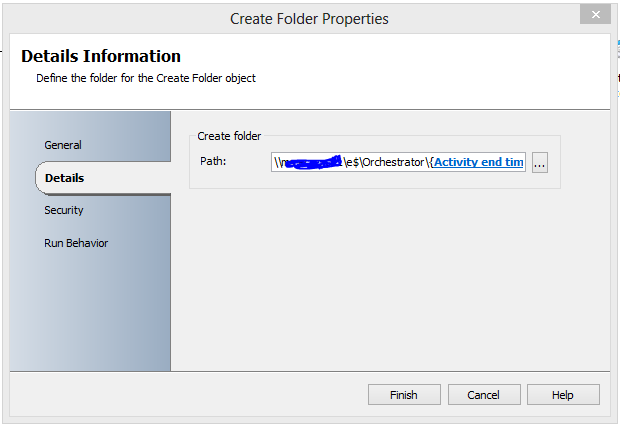 Create Folder Properties
Details Information
Define the folder for the Create Folder object
General
Details
Security
Run Behavior
Create folder
Path:
\\ \e$\Orchestrator\{Activity end tim
...
Finish
Cancel
Help